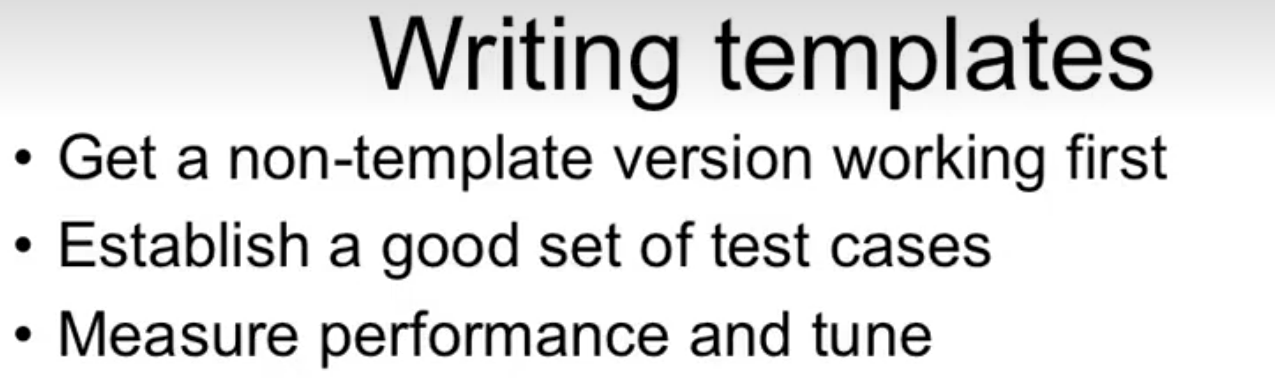 Writing templates
• Get a non-template version working first
• Establish a good set of test cases
• Measure performance and tune